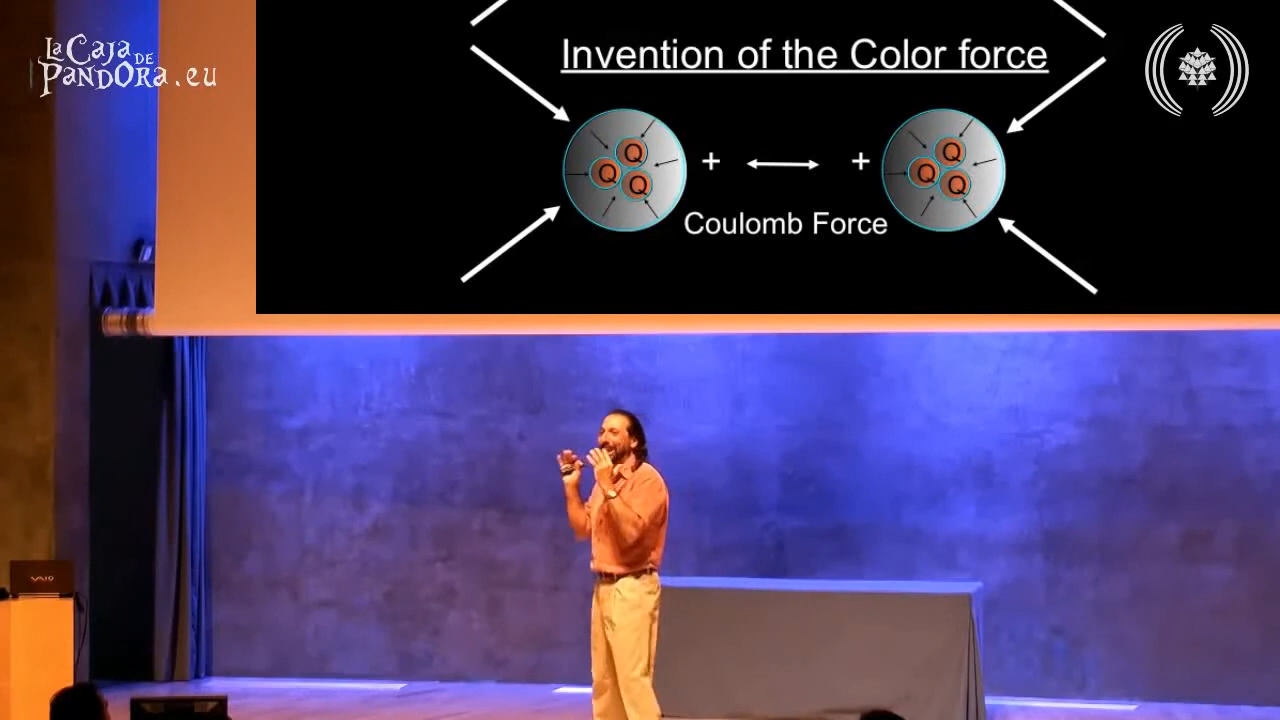 La Caja
DE
PANDORA.eu
Invention of the Color force
Q
Q
Q
+
+
Q
Q
Q
Coulomb Force
VAIO